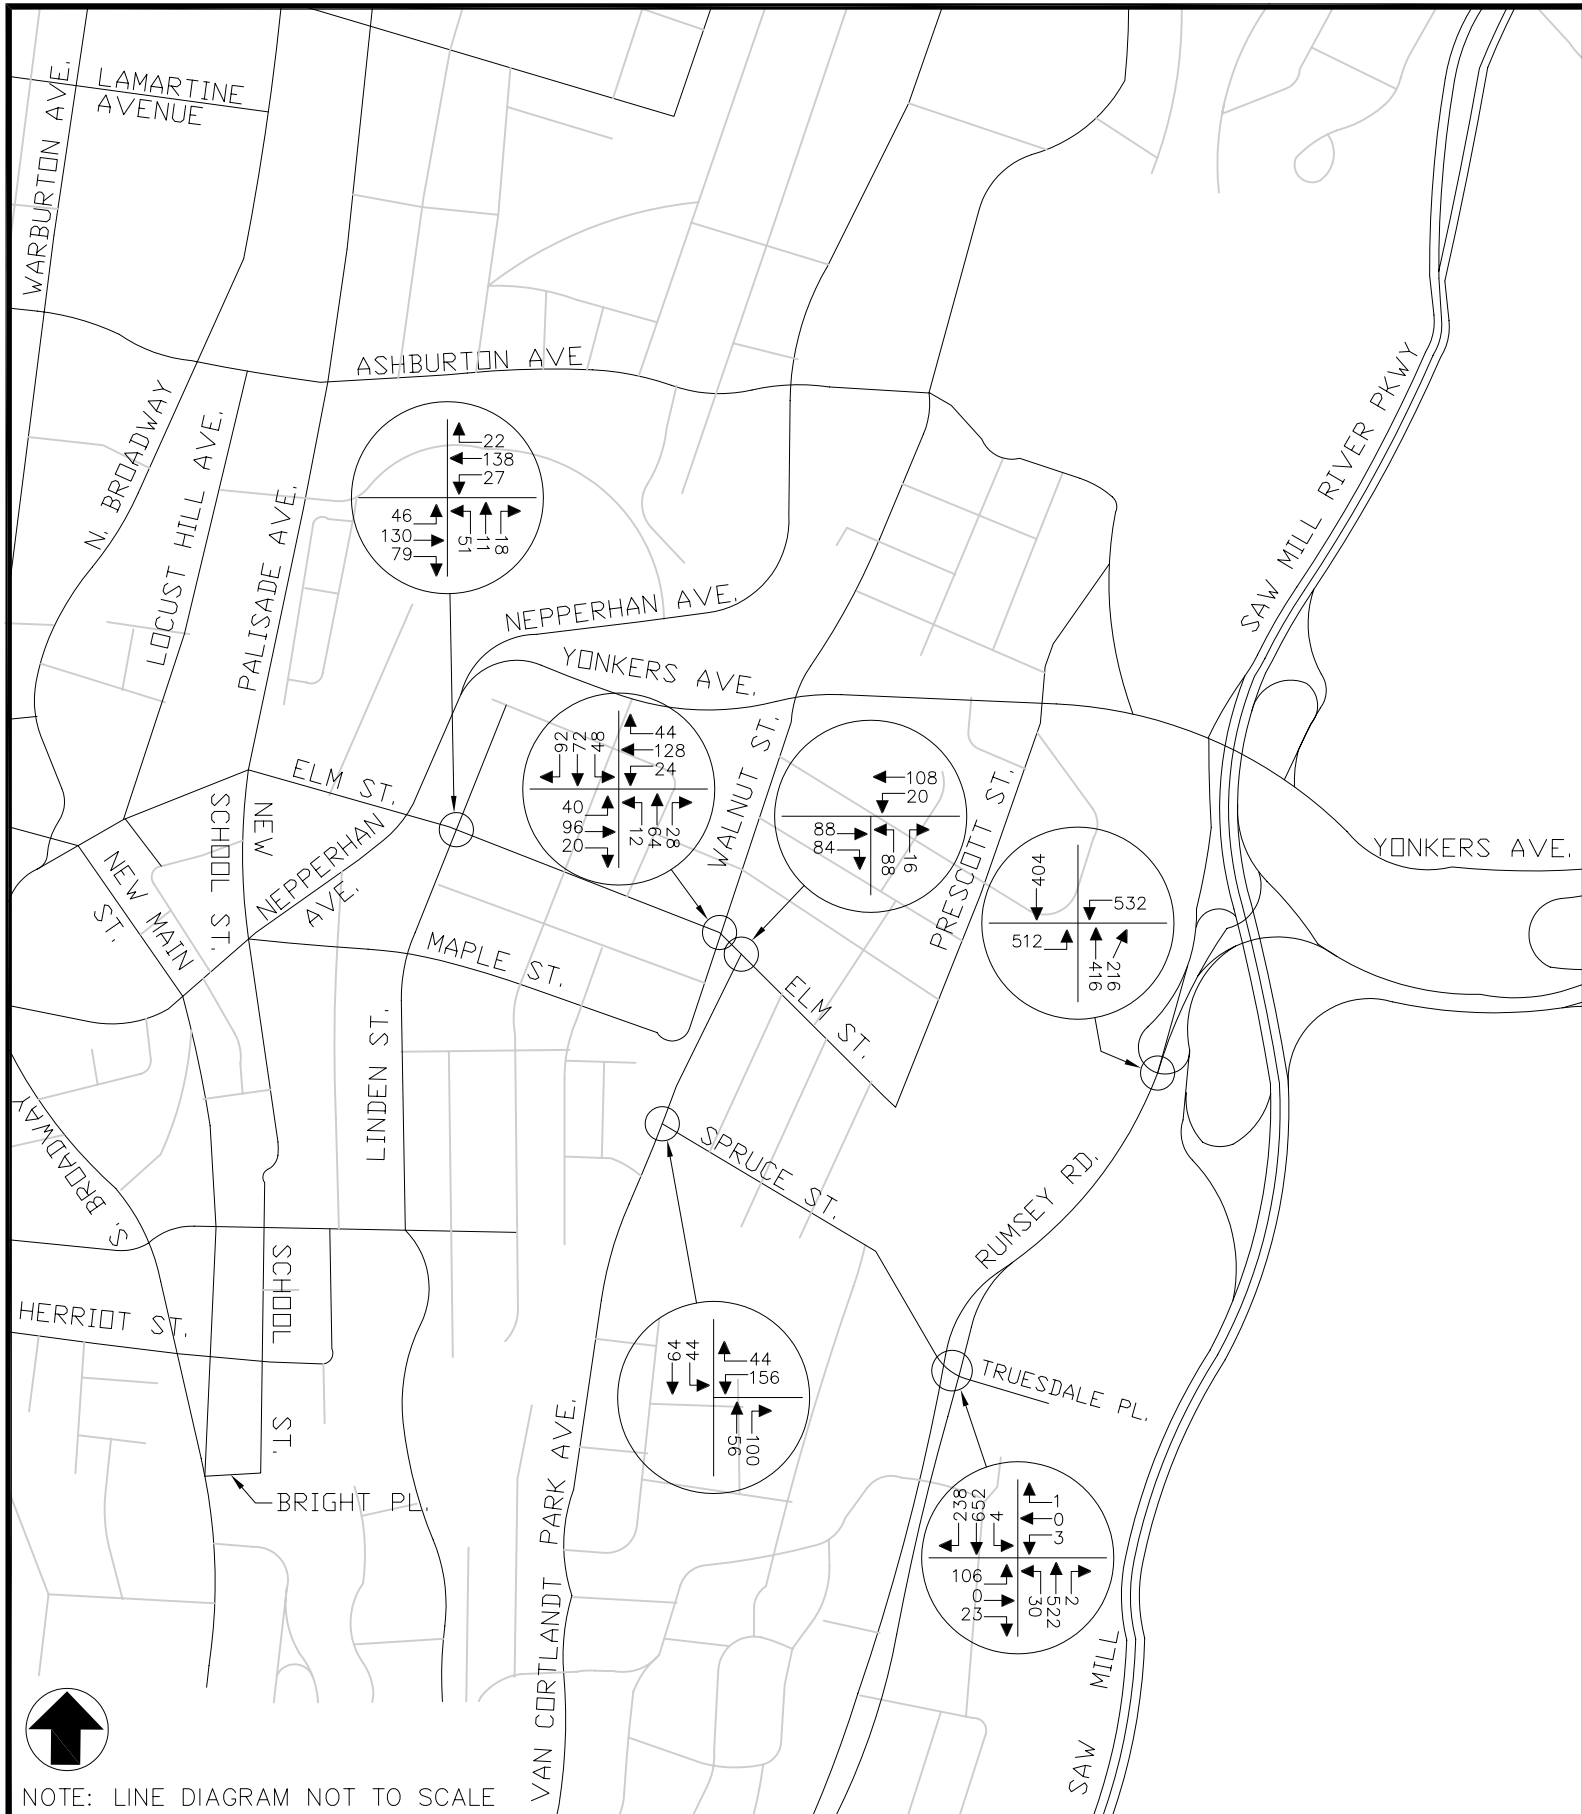 WARBURTON AVE.
LAMARTINE
AVENUE
ASHBURTON AVE
N. BROADWAY
LOCUST HILL AVE.
PALISADE AVE.
22
138
27
46
130
79
51
11
18
NEPPERHAN AVE.
YONKERS AVE.
SAW MILL RIVER PKWY
ELM ST.
92
72
48
44
128
24
40
96
20
12
64
28
WALNUT ST.
108
20
88
84
88
16
PRESCOTT ST.
404
532
512
416
216
YONKERS AVE.
NEW
SCHOOL ST.
NEPPERHAN
AVE.
NEW MAIN
ST.
MAPLE ST.
ELM ST.
LINDEN ST.
S. BROADWAY
SPRUCE ST.
RUMSEY RD.
HERRIOT ST.
SCHOOL
ST.
64
44
44
156
56
100
TRUESDALE PL.
BRIGHT PL.
VAN CORTLANDT PARK AVE.
238
652
4
1
0
3
106
0
23
30
522
2
SAW MILL
NOTE: LINE DIAGRAM NOT TO SCALE